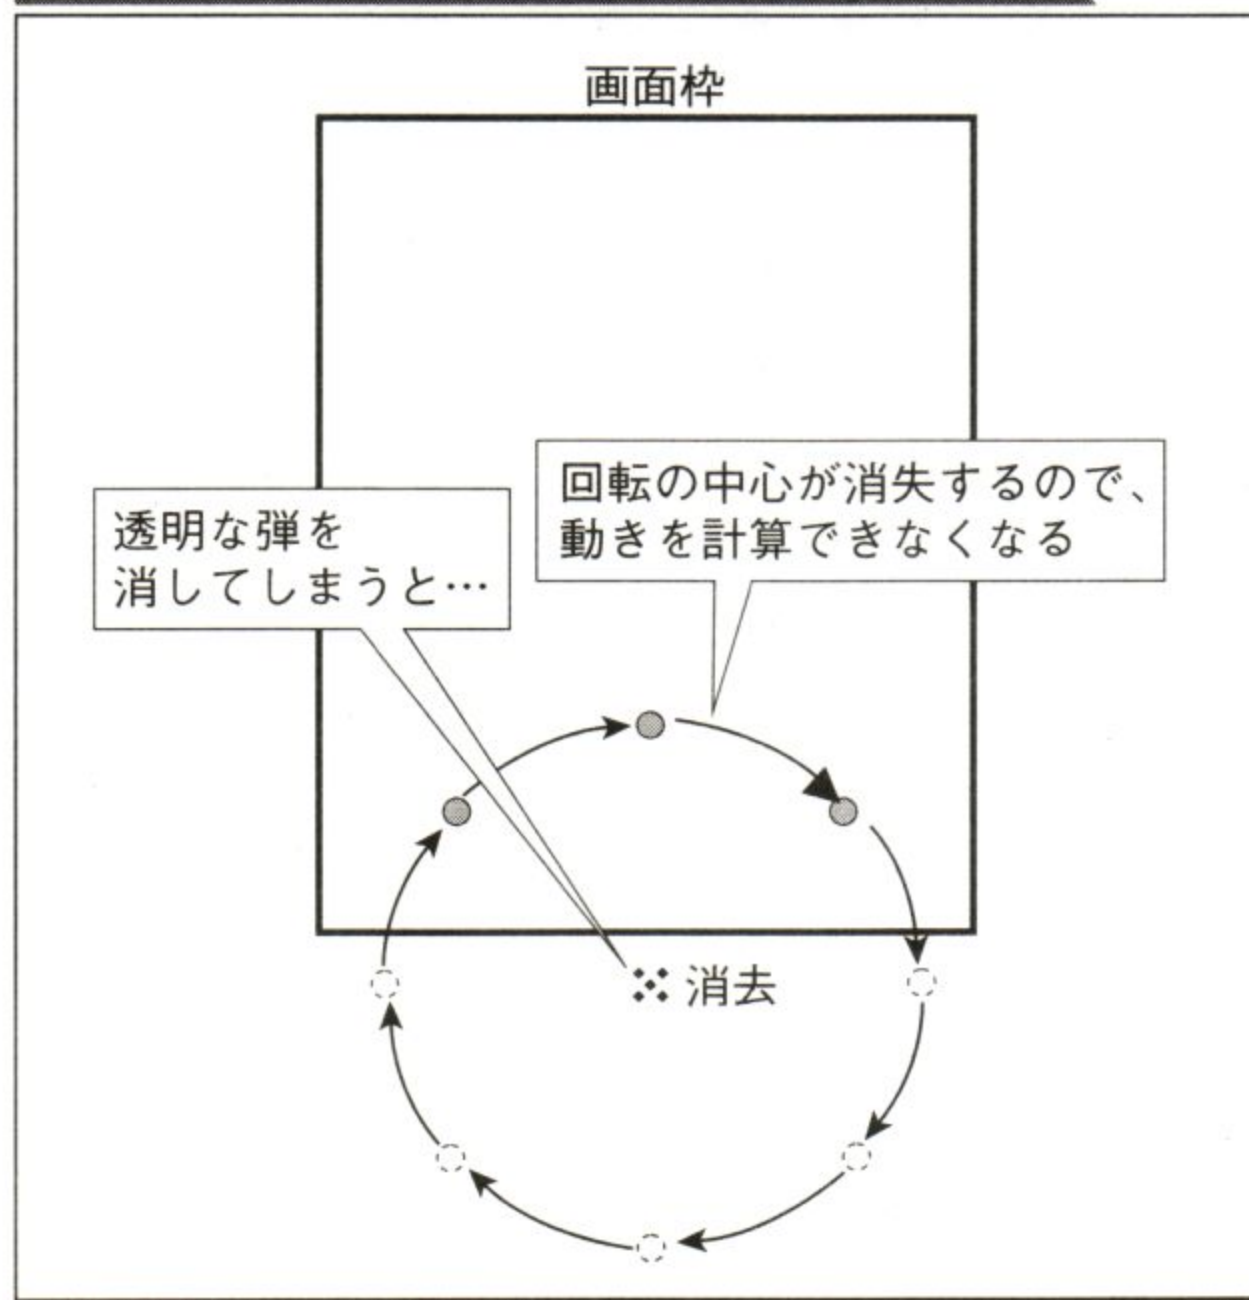 画面枠
回転の中心が消失するので、
動きを計算できなくなる
透明な弾を
消してしまうと…
消去